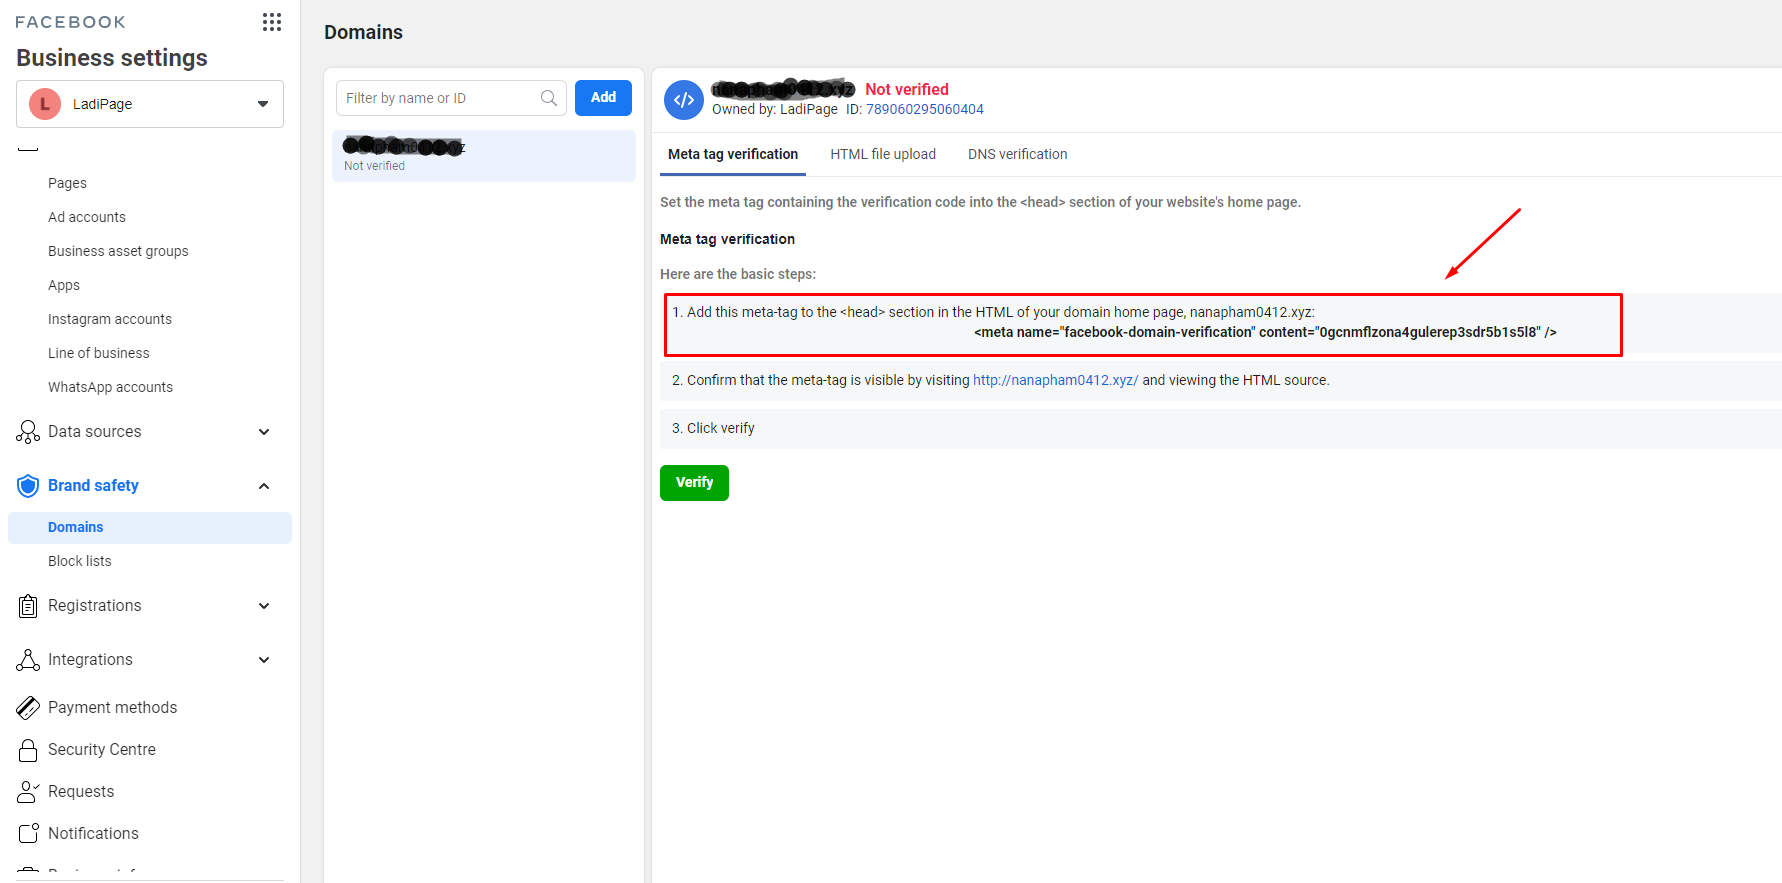 FACEBOOK
Business settings
L LadiPage
Pages
Ad accounts
Business asset groups
Apps
Instagram accounts
Line of business
WhatsApp accounts
Data sources
Brand safety
Domains
Block lists
Registrations
Integrations
Payment methods
Security Centre
Requests
Notifications
Domains
Filter by name or ID
Add
Not verified
Not verified
Owned by: LadiPage ID: 789060295060404
Meta tag verification HTML file upload DNS verification
Set the meta tag containing the verification code into the <head> section of your website's home page.
Meta tag verification
Here are the basic steps:
1. Add this meta-tag to the <head> section in the HTML of your domain home page, nanapham0412.xyz:
<meta name="facebook-domain-verification" content="0gcnmflzona4gulerep3sdr5b1s5l8" />
2. Confirm that the meta-tag is visible by visiting http://nanapham0412.xyz/ and viewing the HTML source.
3. Click verify
Verify